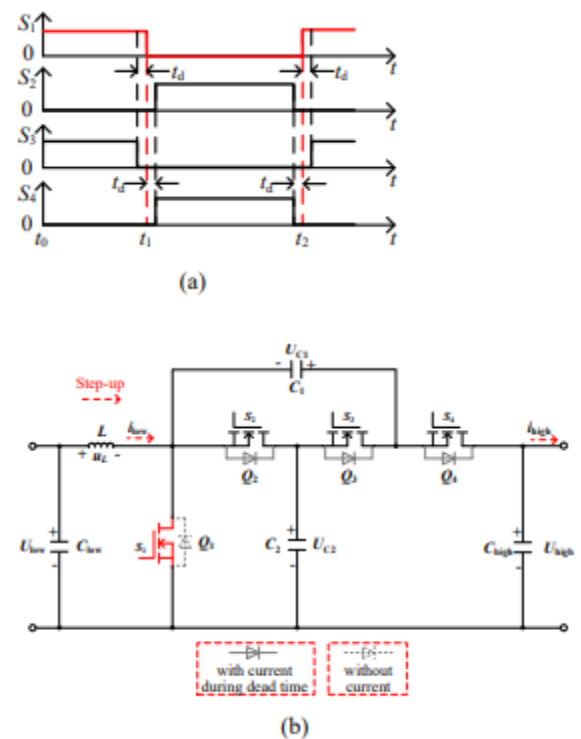 S1
0
td td t
S2
0
t
S3
0
t
td td
S4
0
t0 t1 t2 t
(a)
UC1
- +
C1
Step-up
S2 S3 S4
L ilow ihigh
+ uL -
Q2 Q3 Q4
+ + +
Ulow Clow S1 Q1 C2 UC2 Chigh Uhigh
- - -
with current
during dead time
without
current
(b)